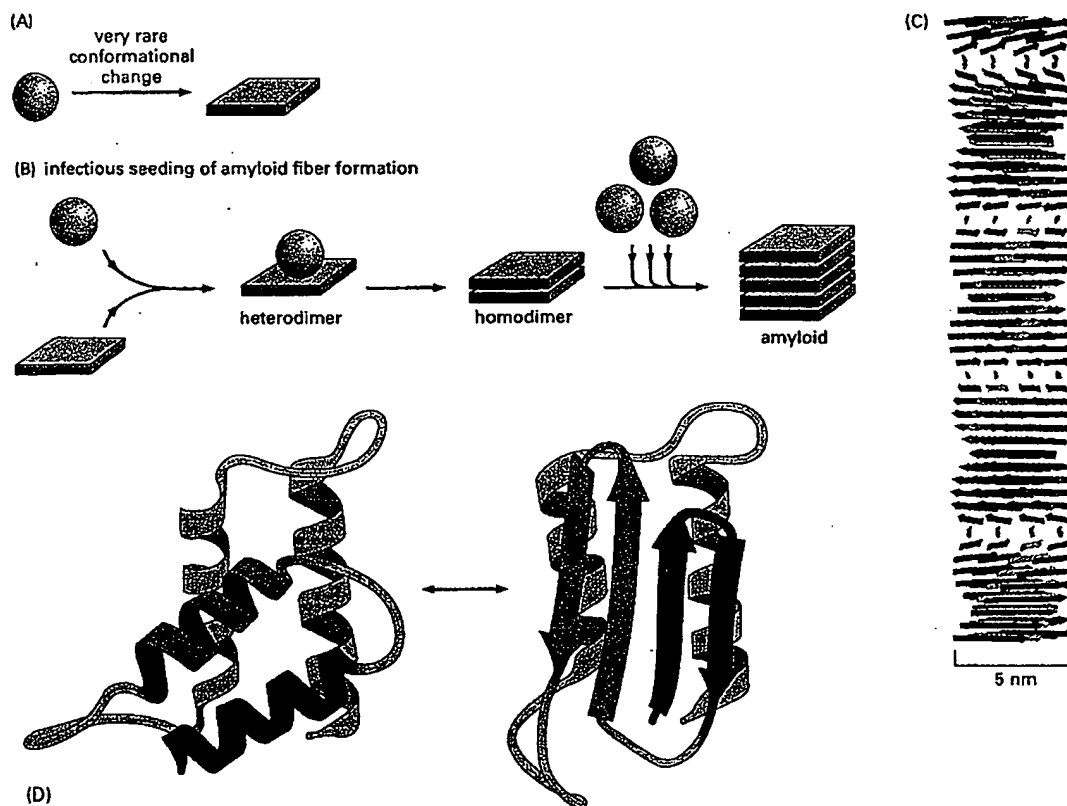 (A)
very rare
conformational
change
(B) infectious seeding of amyloid fiber formation
heterodimer
homodimer
amyloid
(C)
5 nm
(D)